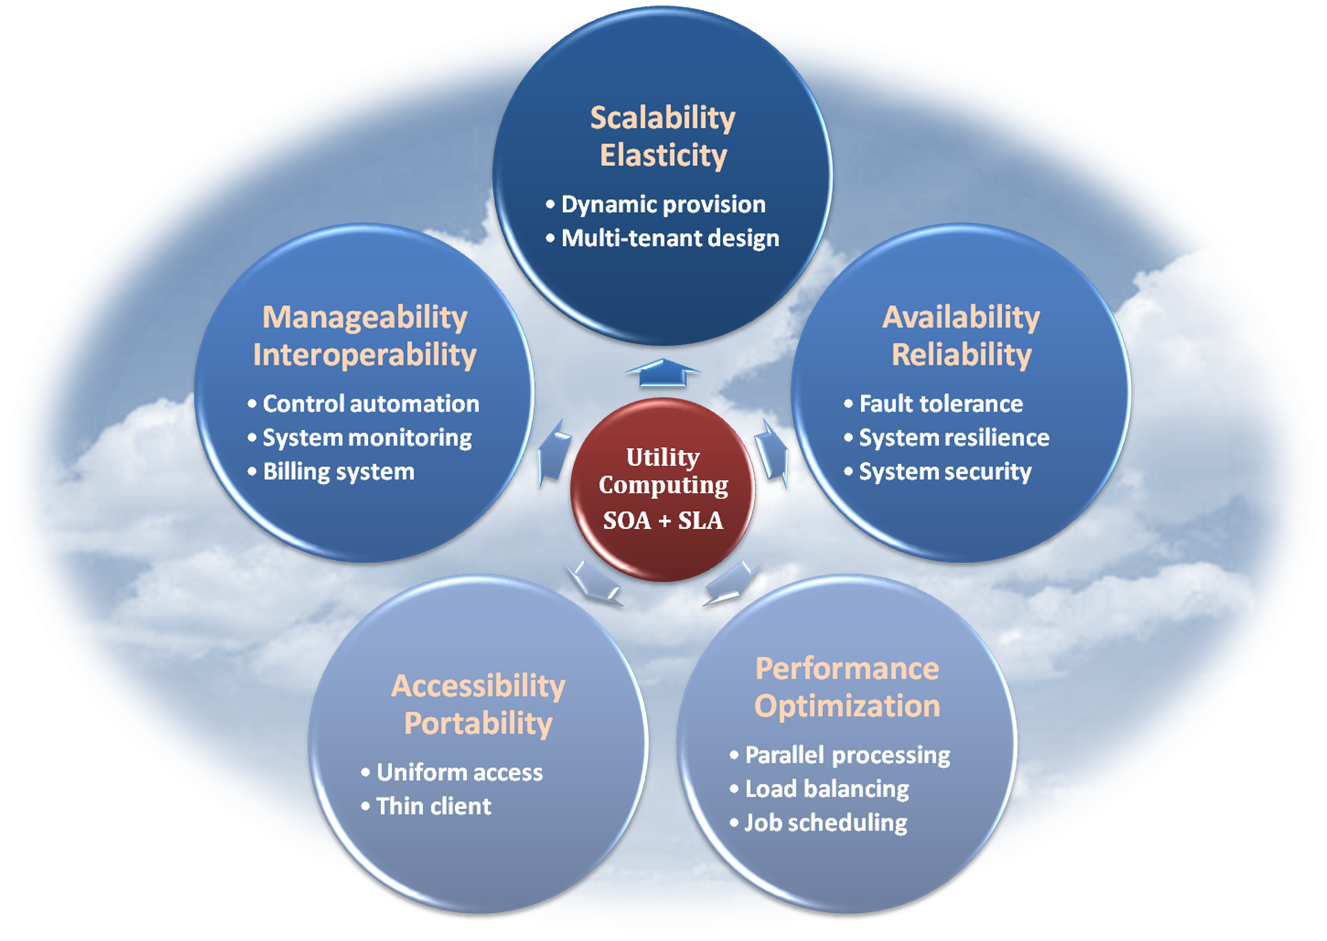 Scalability
Elasticity
• Dynamic provision
• Multi-tenant design
Manageability
Interoperability
• Control automation
• System monitoring
• Billing system
Availability
Reliability
• Fault tolerance
• System resilience
• System security
Utility
Computing
SOA + SLA
Accessibility
Portability
• Uniform access
• Thin client
Performance
Optimization
• Parallel processing
• Load balancing
• Job scheduling